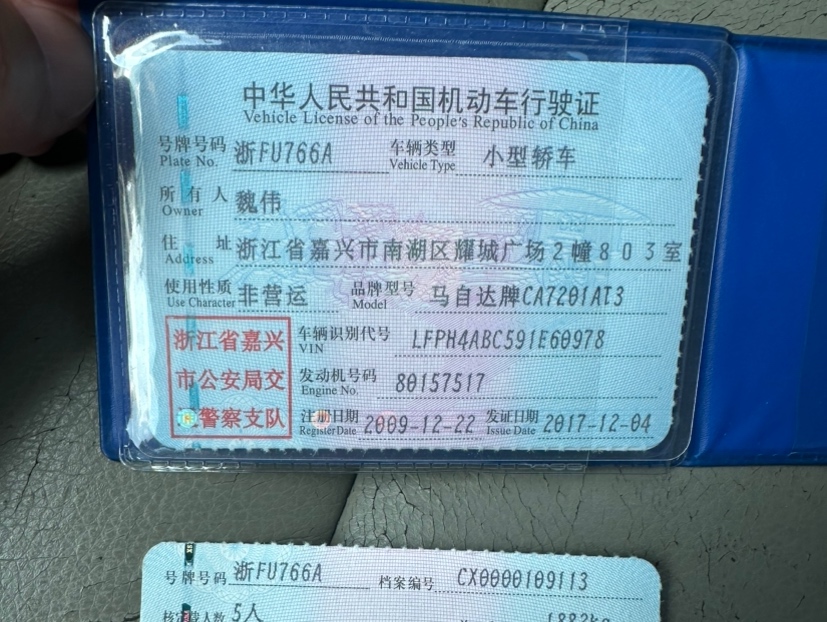 中华人民共和国机动车行驶证
Vehicle License of the People's Republic of China
号牌号码 浙FU766A 车辆类型 小型轿车
Plate No. Vehicle Type
所有人 魏伟
Owner
住址 浙江省嘉兴市南湖区耀城广场2幢803室
Address
使用性质 非营运 品牌型号 马自达牌CA7201AT3
Use Character Model
浙江省嘉兴市公安局交警察支队
车辆识别代号 LFPH4ABC591E60978
VIN
发动机号码 80157517
Engine No.
注册日期 2009-12-22 发证日期 2017-12-04
Register Date Issue Date
号牌号码 浙FU766A 档案编号 CX0000109113
核定载人数 5人